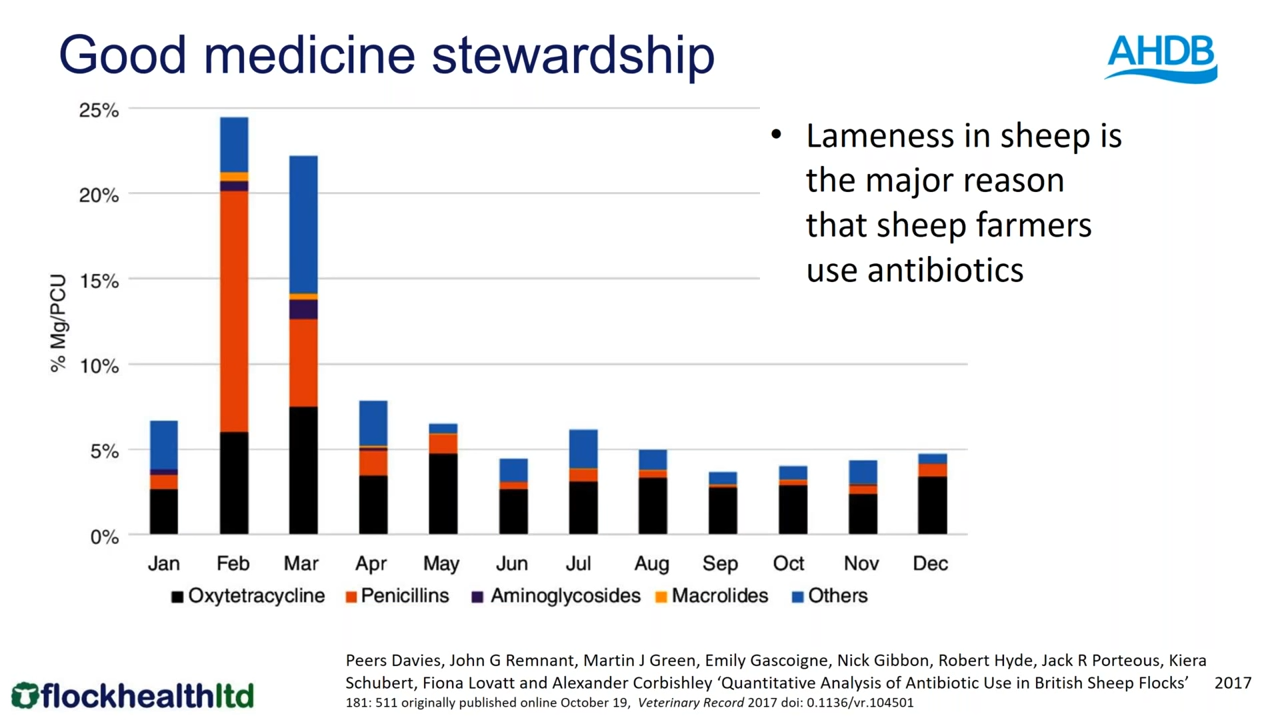 Good medicine stewardship
AHDB
25%
20%
15%
10%
5%
0%
% Mg/PCU
Jan Feb Mar Apr May Jun Jul Aug Sep Oct Nov Dec
Oxytetracycline Penicillins Aminoglycosides Macrolides Others
• Lameness in sheep is
the major reason
that sheep farmers
use antibiotics
Peers Davies, John G Remnant, Martin J Green, Emily Gascoigne, Nick Gibbon, Robert Hyde, Jack R Porteous, Kiera
Schubert, Fiona Lovatt and Alexander Corbishley ‘Quantitative Analysis of Antibiotic Use in British Sheep Flocks’ 2017
181: 511 originally published online October 19, Veterinary Record 2017 doi: 0.1136/vr.104501
flockhealthltd